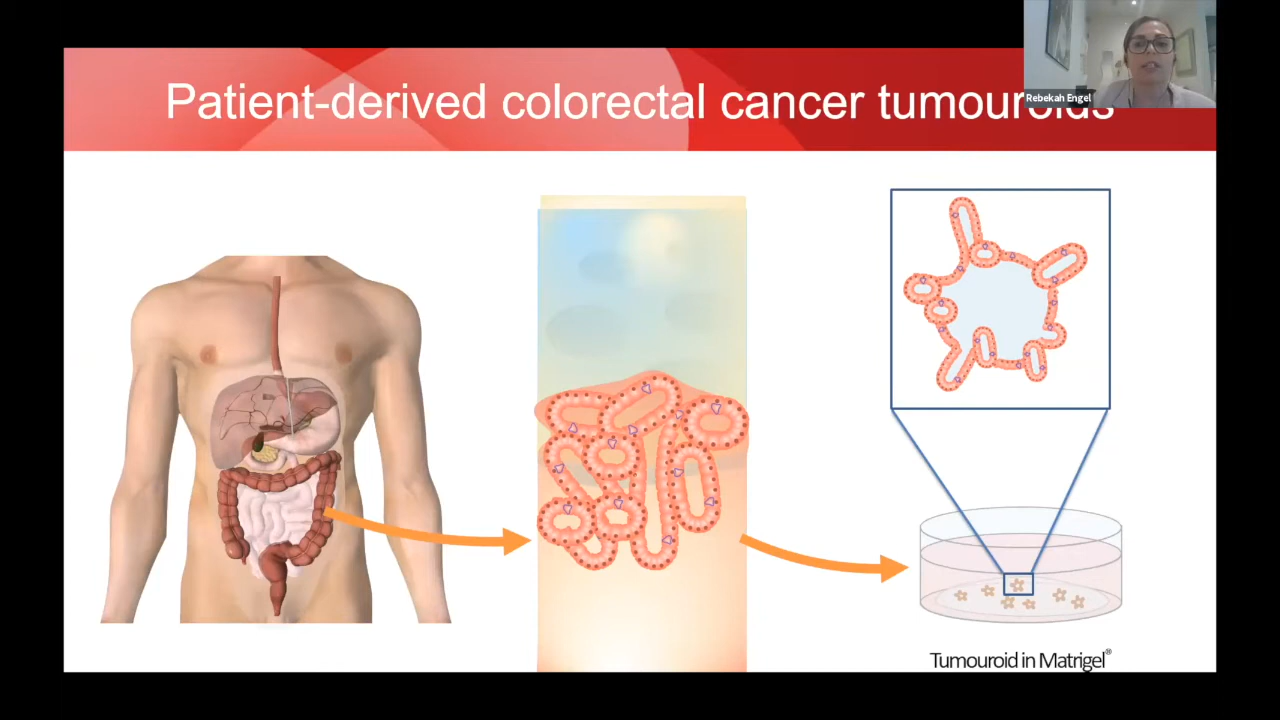 Patient-derived colorectal cancer tumouroids
Rebekah Engel
Tumouroid in Matrigel®